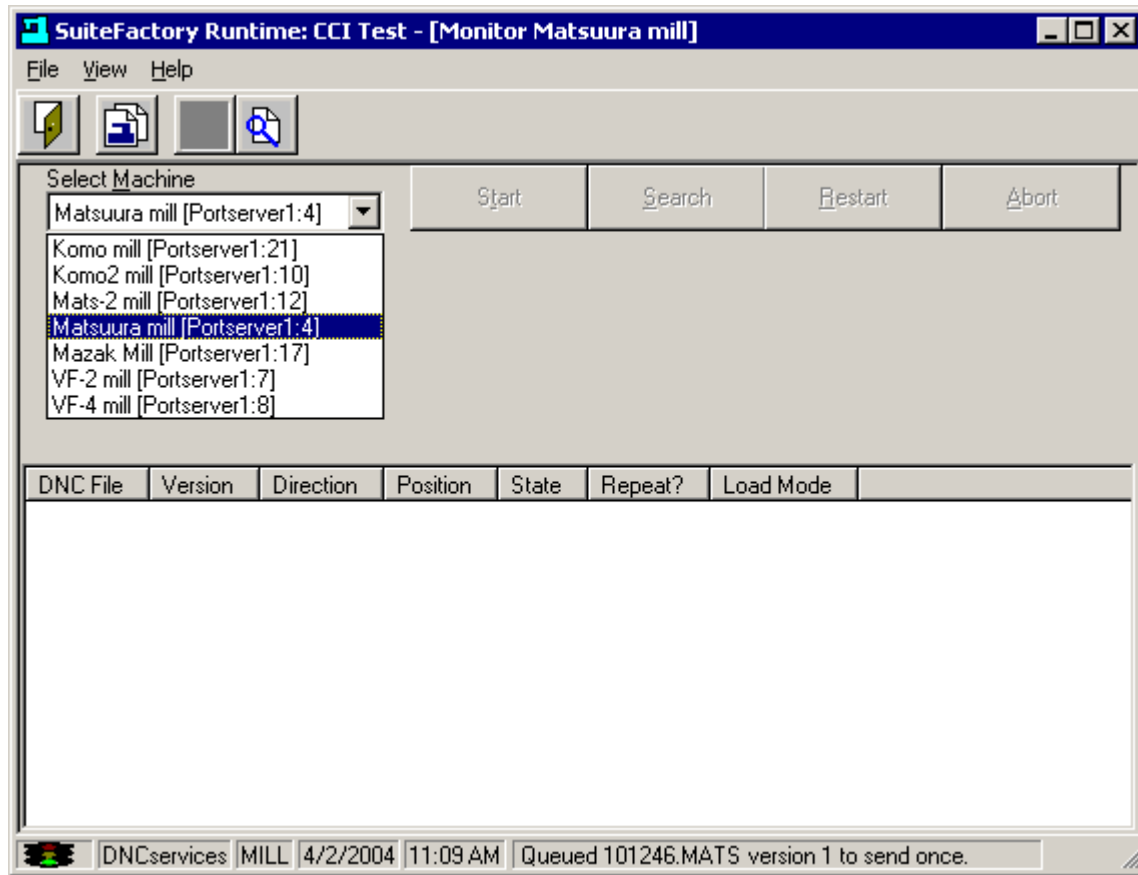 SuiteFactory Runtime: CCI Test - [Monitor Matsuura mill]
File View Help
Select Machine
Matsuura mill [Portserver1:4]
Start Search Restart Abort
Komo mill [Portserver1:21]
Komo2 mill [Portserver1:10]
Mats-2 mill [Portserver1:12]
Matsuura mill [Portserver1:4]
Mazak Mill [Portserver1:17]
VF-2 mill [Portserver1:7]
VF-4 mill [Portserver1:8]
DNC File Version Direction Position State Repeat? Load Mode
DNCservices MILL 4/2/2004 11:09 AM Queued 101246.MATS version 1 to send once.